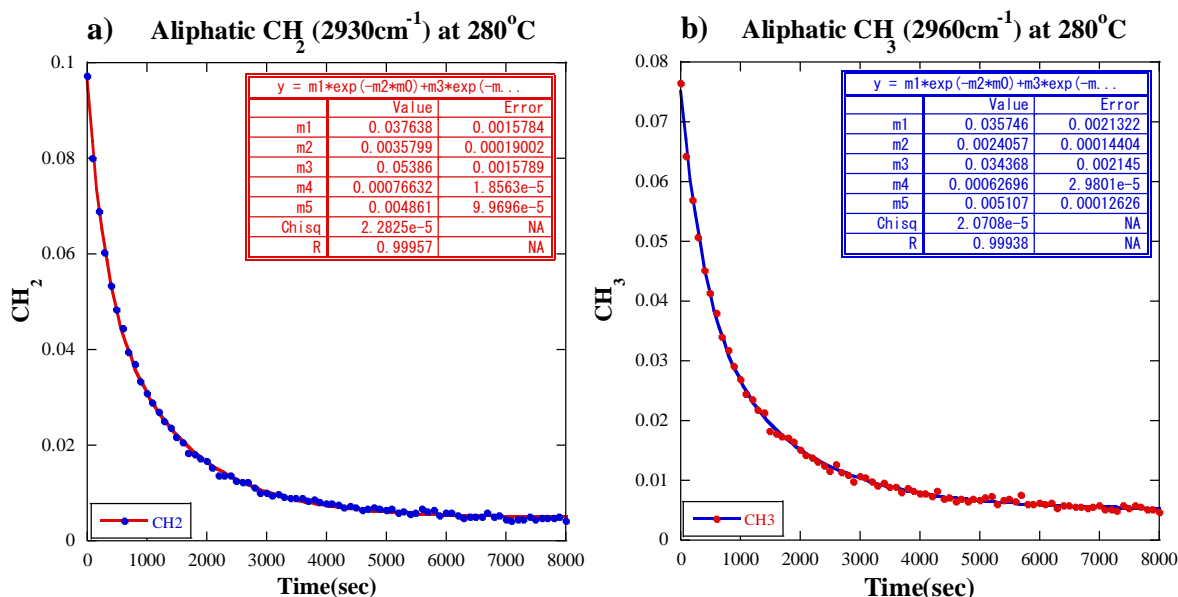 a) Aliphatic CH2 (2930cm-1) at 280oC
0.1
0.08
0.06
0.04
0.02
0
CH2
y = m1*exp(-m2*m0)+m3*exp(-m...
Value Error
m1 0.037638 0.0015784
m2 0.0035799 0.00019002
m3 0.05386 0.0015789
m4 0.00076632 1.8563e-5
m5 0.004861 9.9696e-5
Chisq 2.2825e-5 NA
R 0.99957 NA
CH2
0 1000 2000 3000 4000 5000 6000 7000 8000
Time(sec)
b) Aliphatic CH3 (2960cm-1) at 280oC
0.08
0.07
0.06
0.05
0.04
0.03
0.02
0.01
0
CH3
y = m1*exp(-m2*m0)+m3*exp(-m...
Value Error
m1 0.035746 0.0021322
m2 0.0024057 0.00014404
m3 0.034368 0.002145
m4 0.00062696 2.9801e-5
m5 0.005107 0.00012626
Chisq 2.0708e-5 NA
R 0.99938 NA
CH3
0 1000 2000 3000 4000 5000 6000 7000 8000
Time(sec)